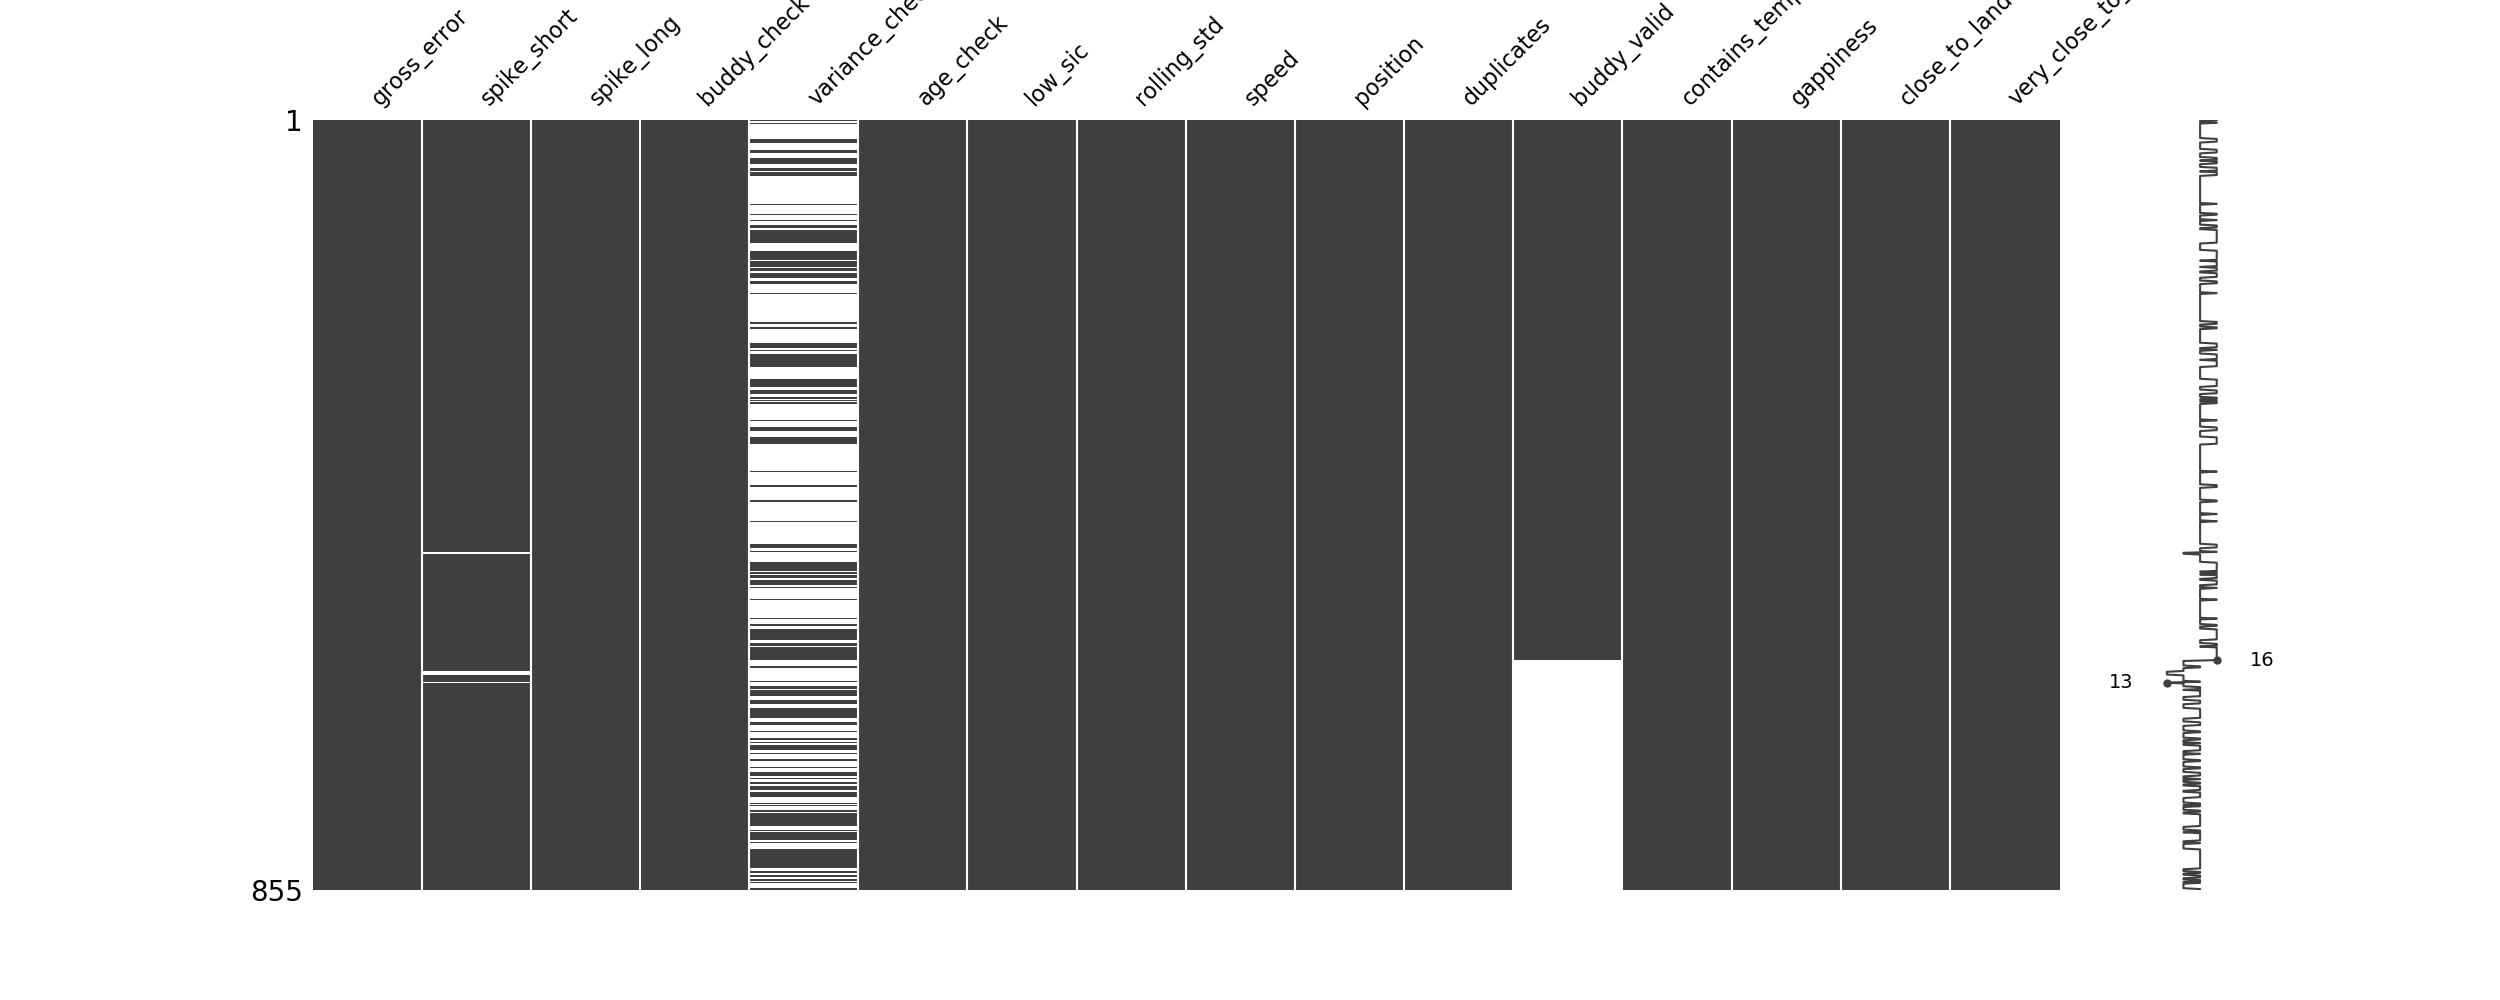 gross_error
spike_short
spike_long
buddy_check
age_check
low_sic
rolling_std
speed
position
duplicates
buddy_valid
gappiness
close_to_land
1
16
13
855